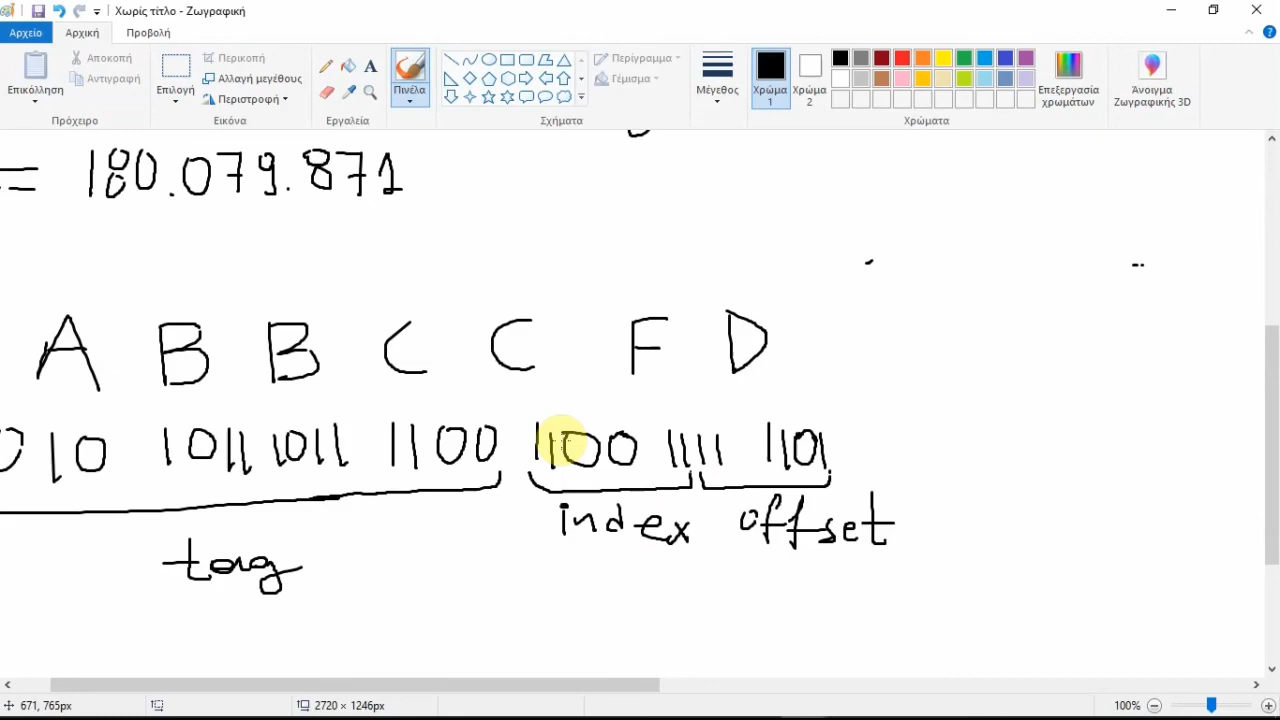 Χωρίς τίτλο - Ζωγραφική
Αρχείο Αρχική Προβολή
Επικόλληση
Αποκοπή
Αντιγραφή
Πρόχειρο
Επιλογή
Περικοπή
Αλλαγή μεγέθους
Περιστροφή
Εικόνα
A
Εργαλεία
Πινέλα
Περίγραμμα
Γέμισμα
Σχήματα
Μέγεθος
Χρώμα 1
Χρώμα 2
Επεξεργασία χρωμάτων
Χρώματα
Άνοιγμα Ζωγραφικής 3D
= 180.079.871
A B B C C F D
0 10 1011 1011 1100 1100 1111 1101
index offset
tag
671, 765px 2720 × 1246px 100%